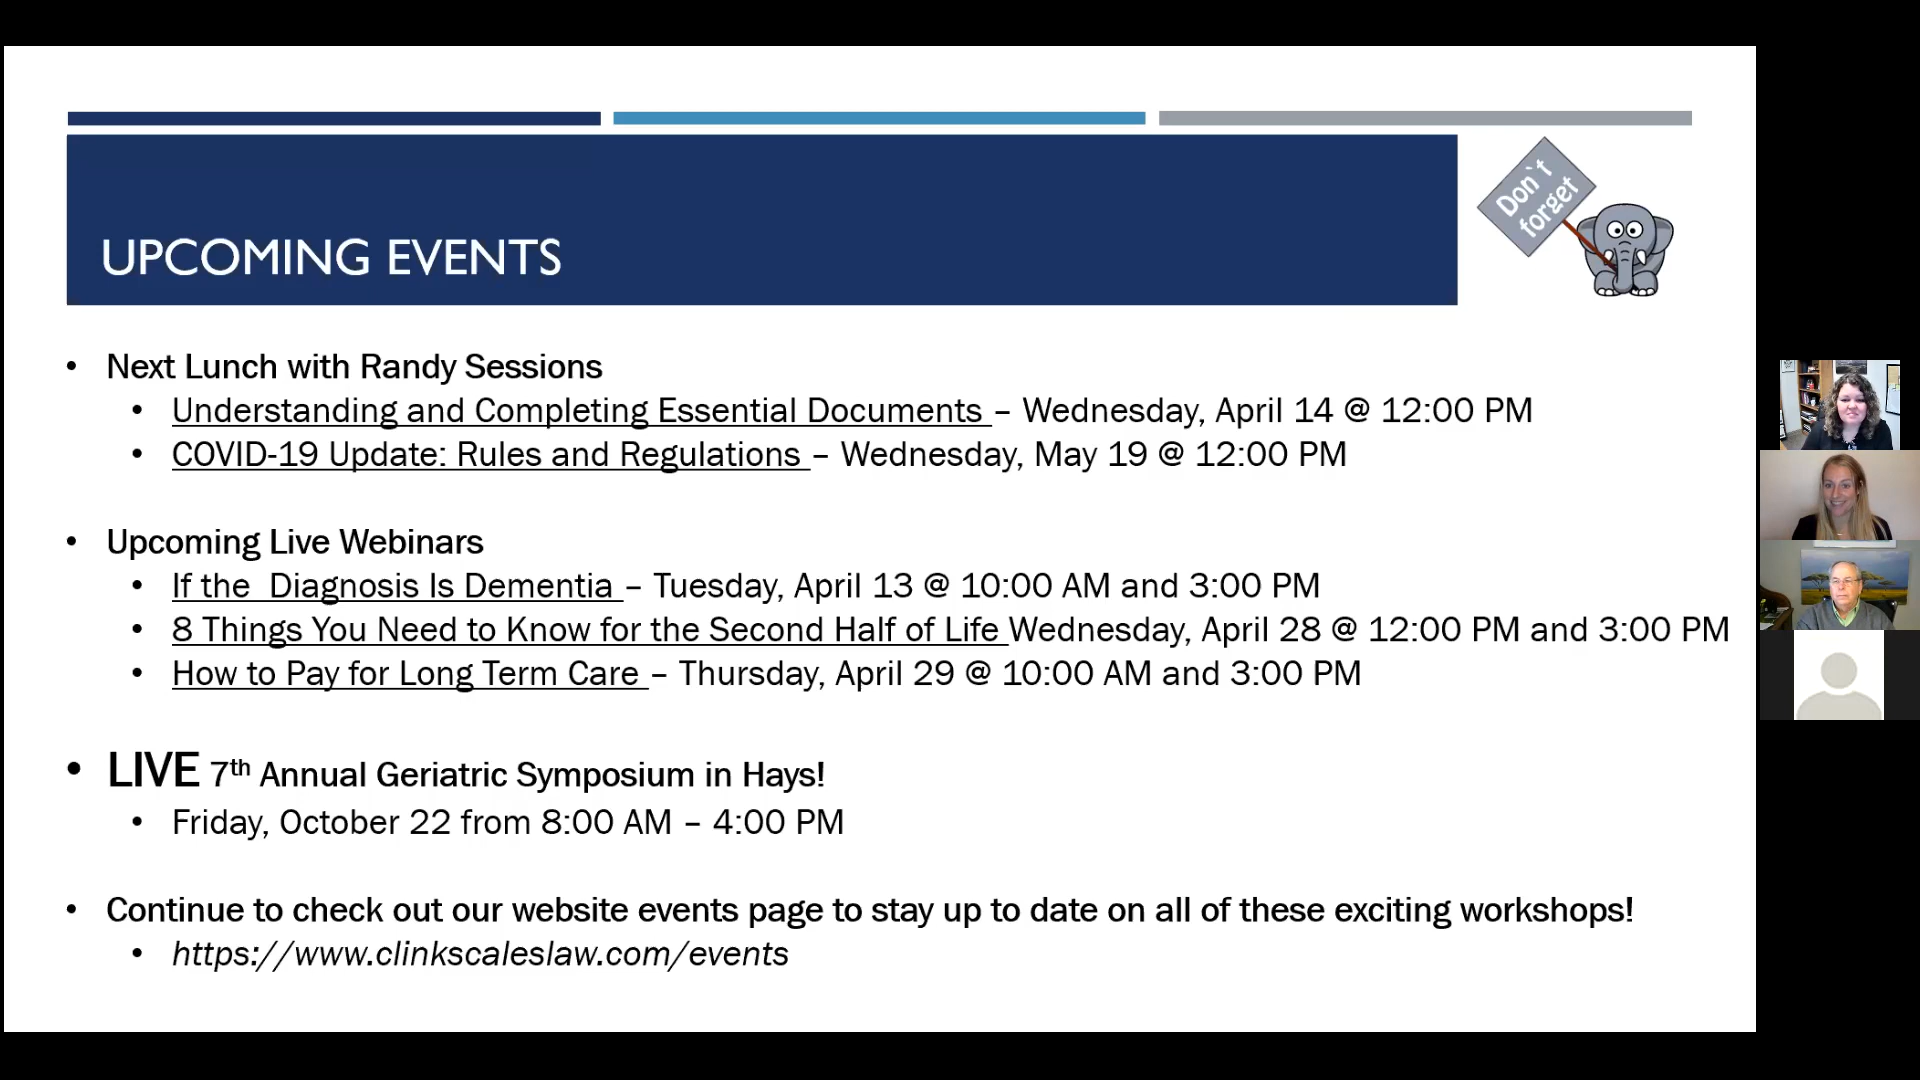 Don`t
forget
UPCOMING EVENTS
• Next Lunch with Randy Sessions
• Understanding and Completing Essential Documents – Wednesday, April 14 @ 12:00 PM
• COVID-19 Update: Rules and Regulations – Wednesday, May 19 @ 12:00 PM
• Upcoming Live Webinars
• If the  Diagnosis Is Dementia – Tuesday, April 13 @ 10:00 AM and 3:00 PM
• 8 Things You Need to Know for the Second Half of Life Wednesday, April 28 @ 12:00 PM and 3:00 PM
• How to Pay for Long Term Care – Thursday, April 29 @ 10:00 AM and 3:00 PM
• LIVE 7th Annual Geriatric Symposium in Hays!
• Friday, October 22 from 8:00 AM – 4:00 PM
• Continue to check out our website events page to stay up to date on all of these exciting workshops!
• https://www.clinkscaleslaw.com/events